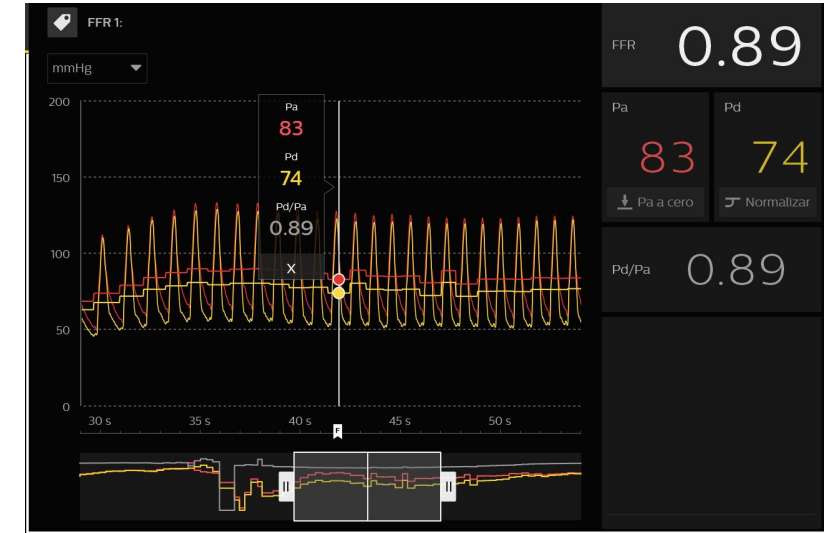 FFR 1:
mmHg
200
150
100
50
0
Pa
83
Pd
74
Pd/Pa
0.89
X
30 s 35 s 40 s 45 s 50 s
F
FFR 0.89
Pa Pd
83 74
Pa a cero Normalizar
Pd/Pa 0.89